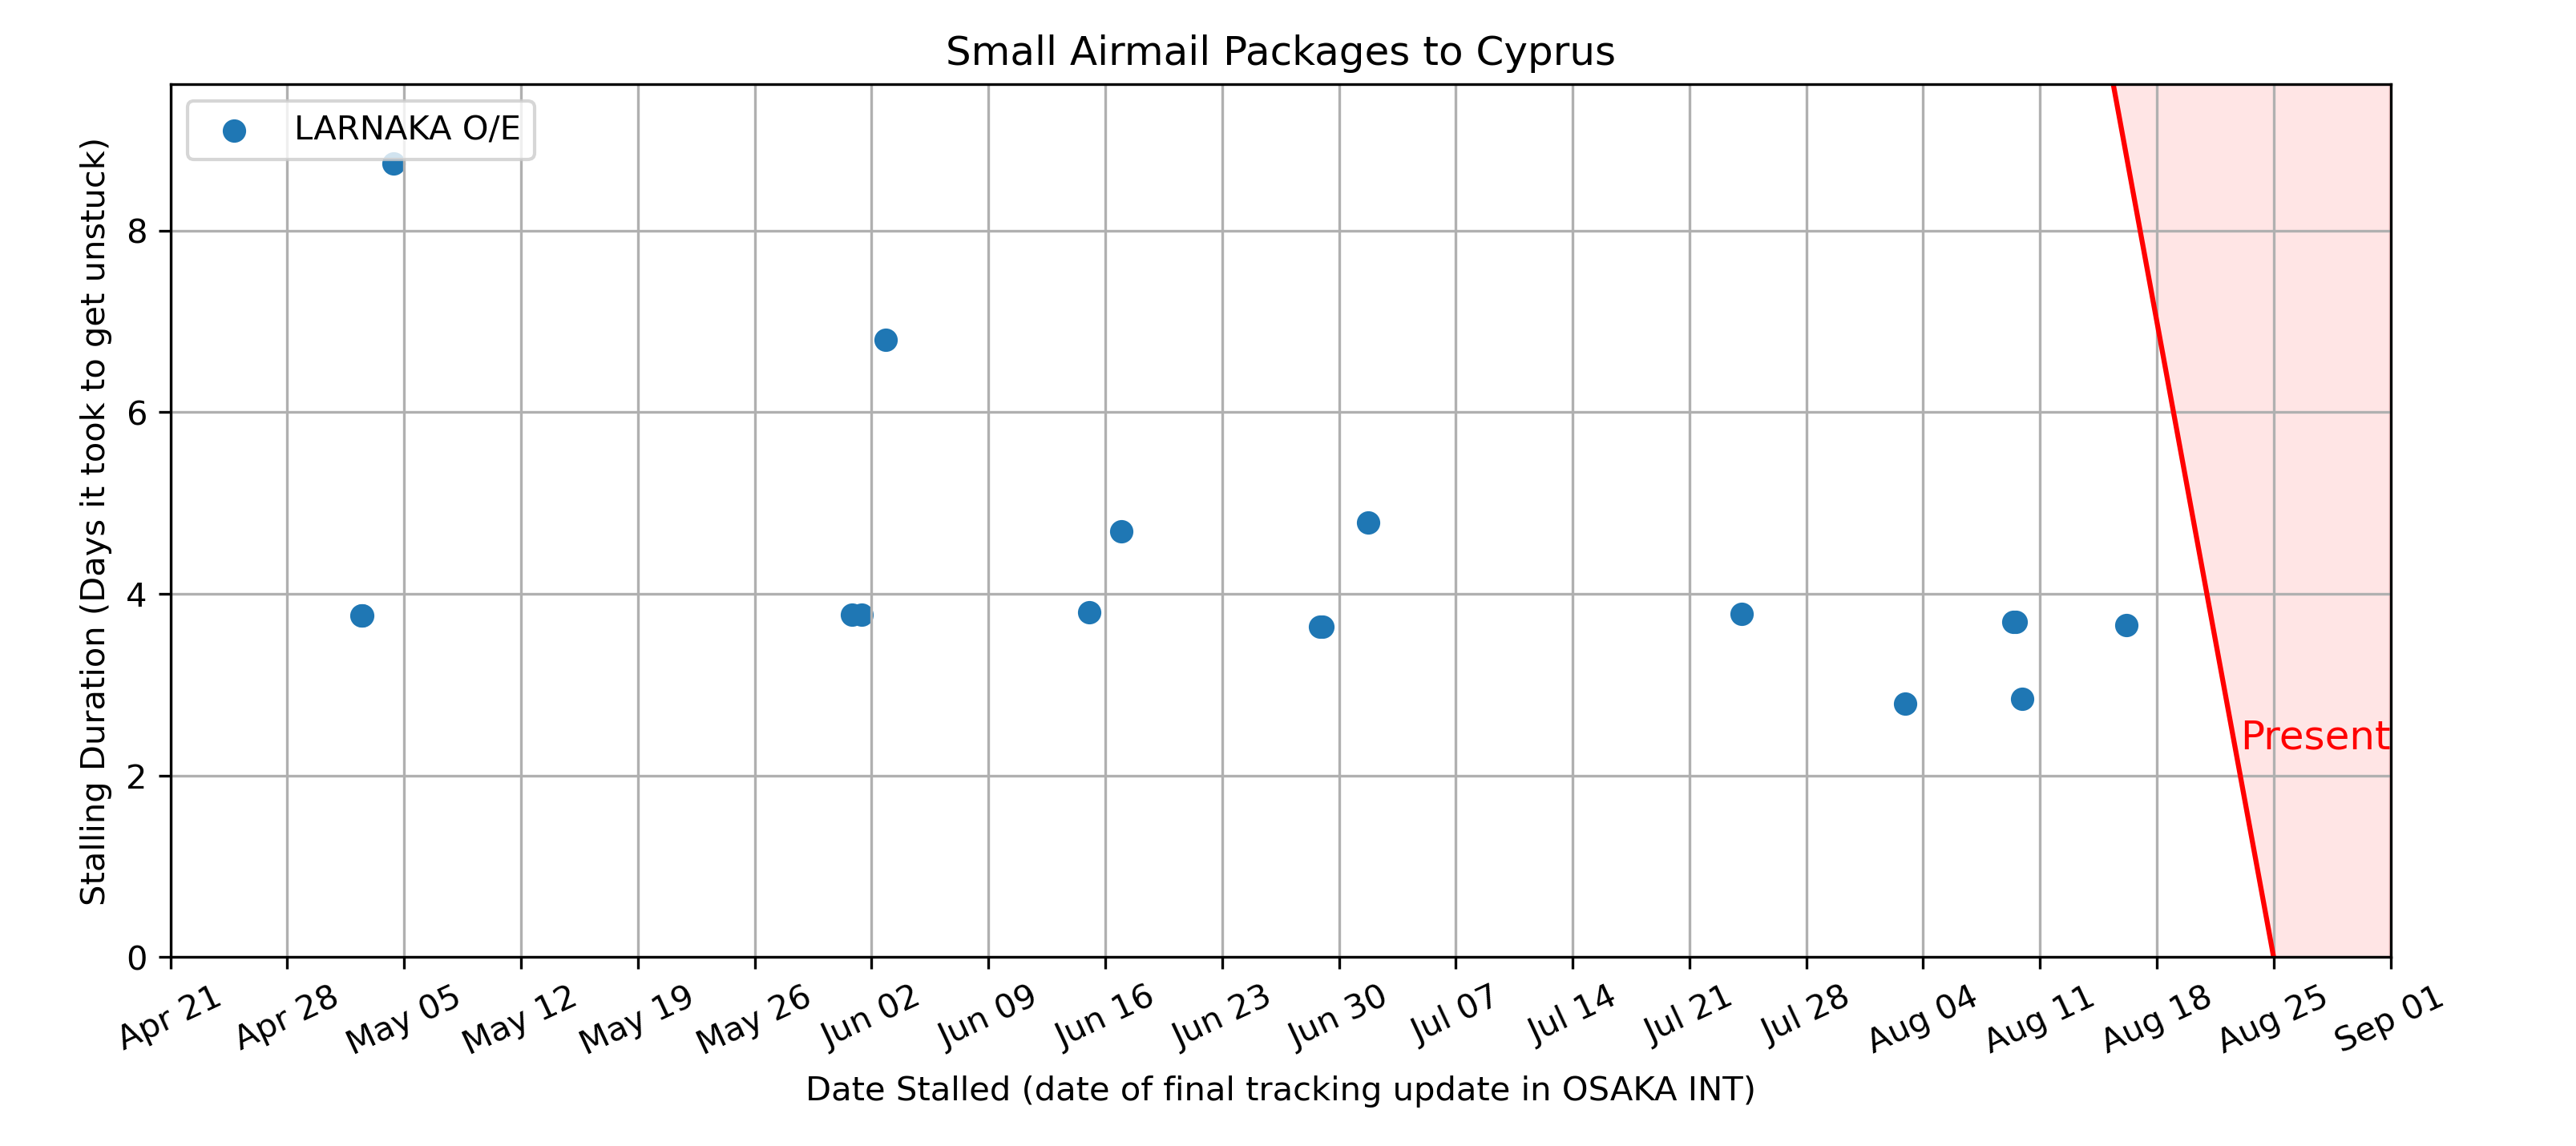 Small Airmail Packages to Cyprus
LARNAKA O/E
Stalling Duration (Days it took to get unstuck)
8
6
4
2
0
Present
Apr 21 Apr 28 May 05 May 12 May 19 May 26 Jun 02 Jun 09 Jun 16 Jun 23 Jun 30 Jul 07 Jul 14 Jul 21 Jul 28 Aug 04 Aug 11 Aug 18 Aug 25 Sep 01
Date Stalled (date of final tracking update in OSAKA INT)